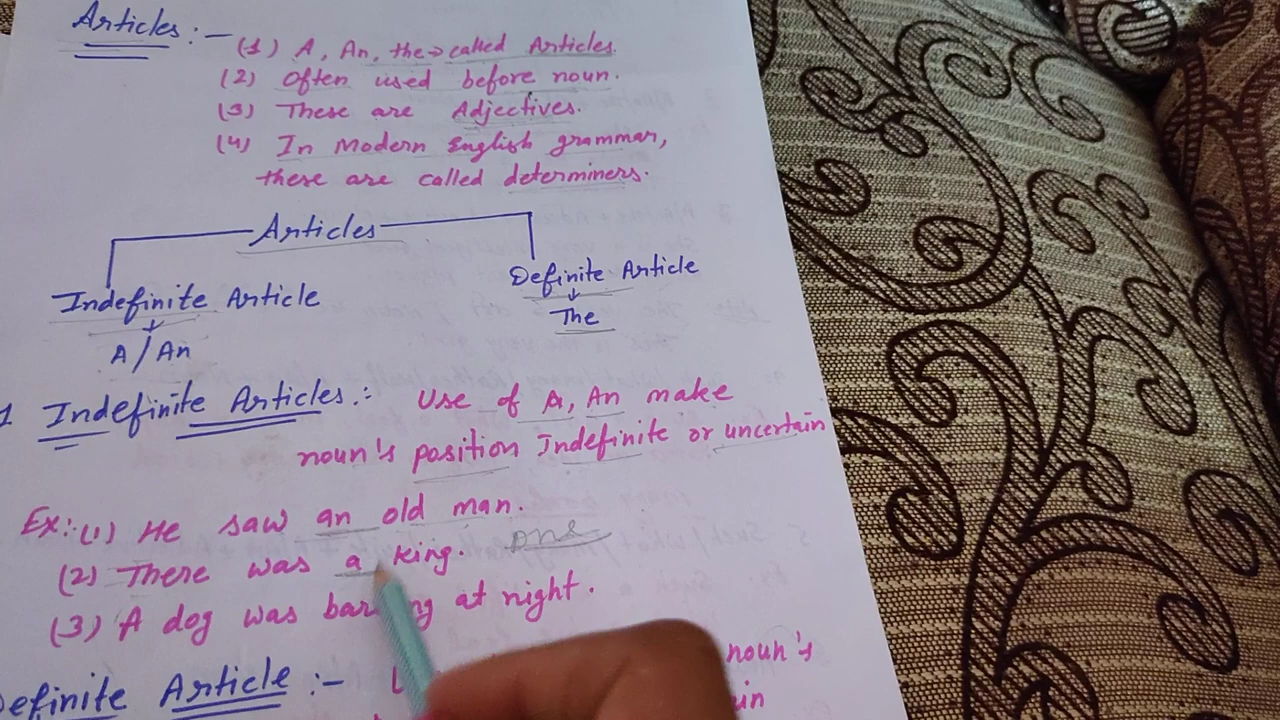 Articles :-
(1) A, An, the → called Articles.
(2) Often used before noun.
(3) These are Adjectives.
(4) In Modern English grammar,
these are called determiners.
Articles
Indefinite Article
Definite Article
A / An
The
1 Indefinite Articles :- Use of A, An make
noun's position Indefinite or uncertain
Ex:- (1) He saw an old man.
one
(2) There was a king.
(3) A dog was at night.
efinite Article :-
noun's